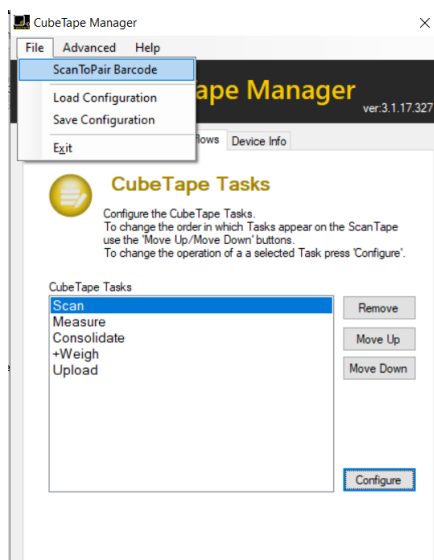 CubeTape Manager
File Advanced Help
ScanToPair Barcode
Load Configuration
Save Configuration
Exit
ape Manager
ver:3.1.17.327
lows Device Info
CubeTape Tasks
Configure the CubeTape Tasks.
To change the order in which Tasks appear on the ScanTape
use the 'Move Up/Move Down' buttons.
To change the operation of a a selected Task press 'Configure'.
CubeTape Tasks
Scan
Measure
Consolidate
+Weigh
Upload
Remove
Move Up
Move Down
Configure